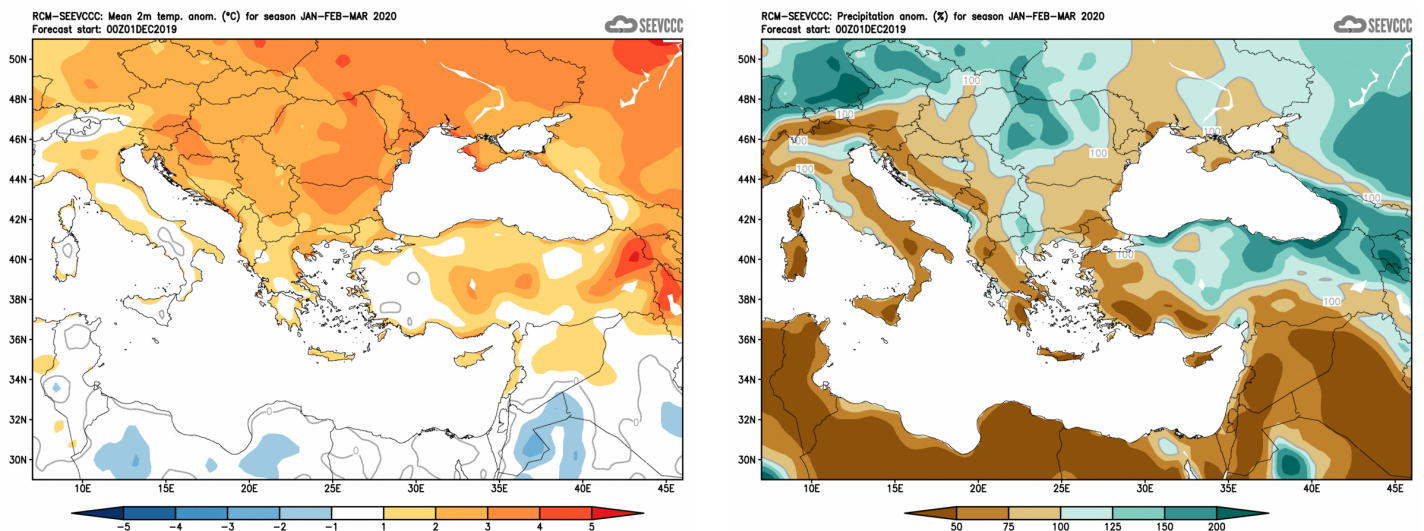 RCM-SEEVCCC: Mean 2m temp. anom. (°C) for season JAN-FEB-MAR 2020
Forecast start: 00Z01DEC2019
SEEVCCC
50N
48N
46N
44N
42N
40N
38N
36N
34N
32N
30N
0
0
0
10E 15E 20E 25E 30E 35E 40E 45E
-5 -4 -3 -2 -1 1 2 3 4 5
RCM-SEEVCCC: Precipitation anom. (%) for season JAN-FEB-MAR 2020
Forecast start: 00Z01DEC2019
SEEVCCC
50N
48N
46N
44N
42N
40N
38N
36N
34N
32N
30N
100
100
100
100
100
100
100
100
10E 15E 20E 25E 30E 35E 40E 45E
50 75 100 125 150 200